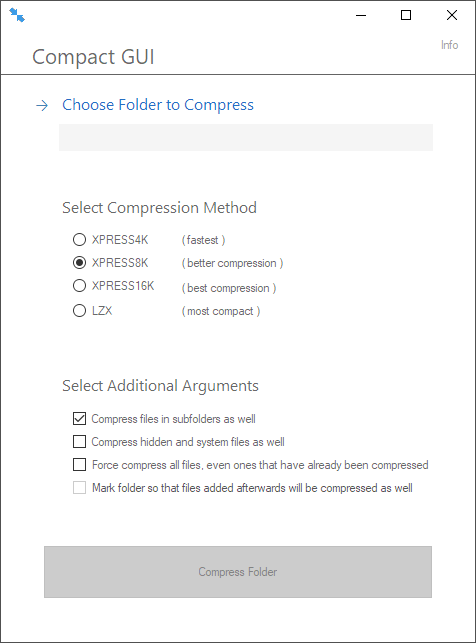 Info
Compact GUI
Choose Folder to Compress
Select Compression Method
XPRESS4K ( fastest )
XPRESS8K ( better compression )
XPRESS16K ( best compression )
LZX ( most compact )
Select Additional Arguments
Compress files in subfolders as well
Compress hidden and system files as well
Force compress all files, even ones that have already been compressed
Mark folder so that files added afterwards will be compressed as well
Compress Folder